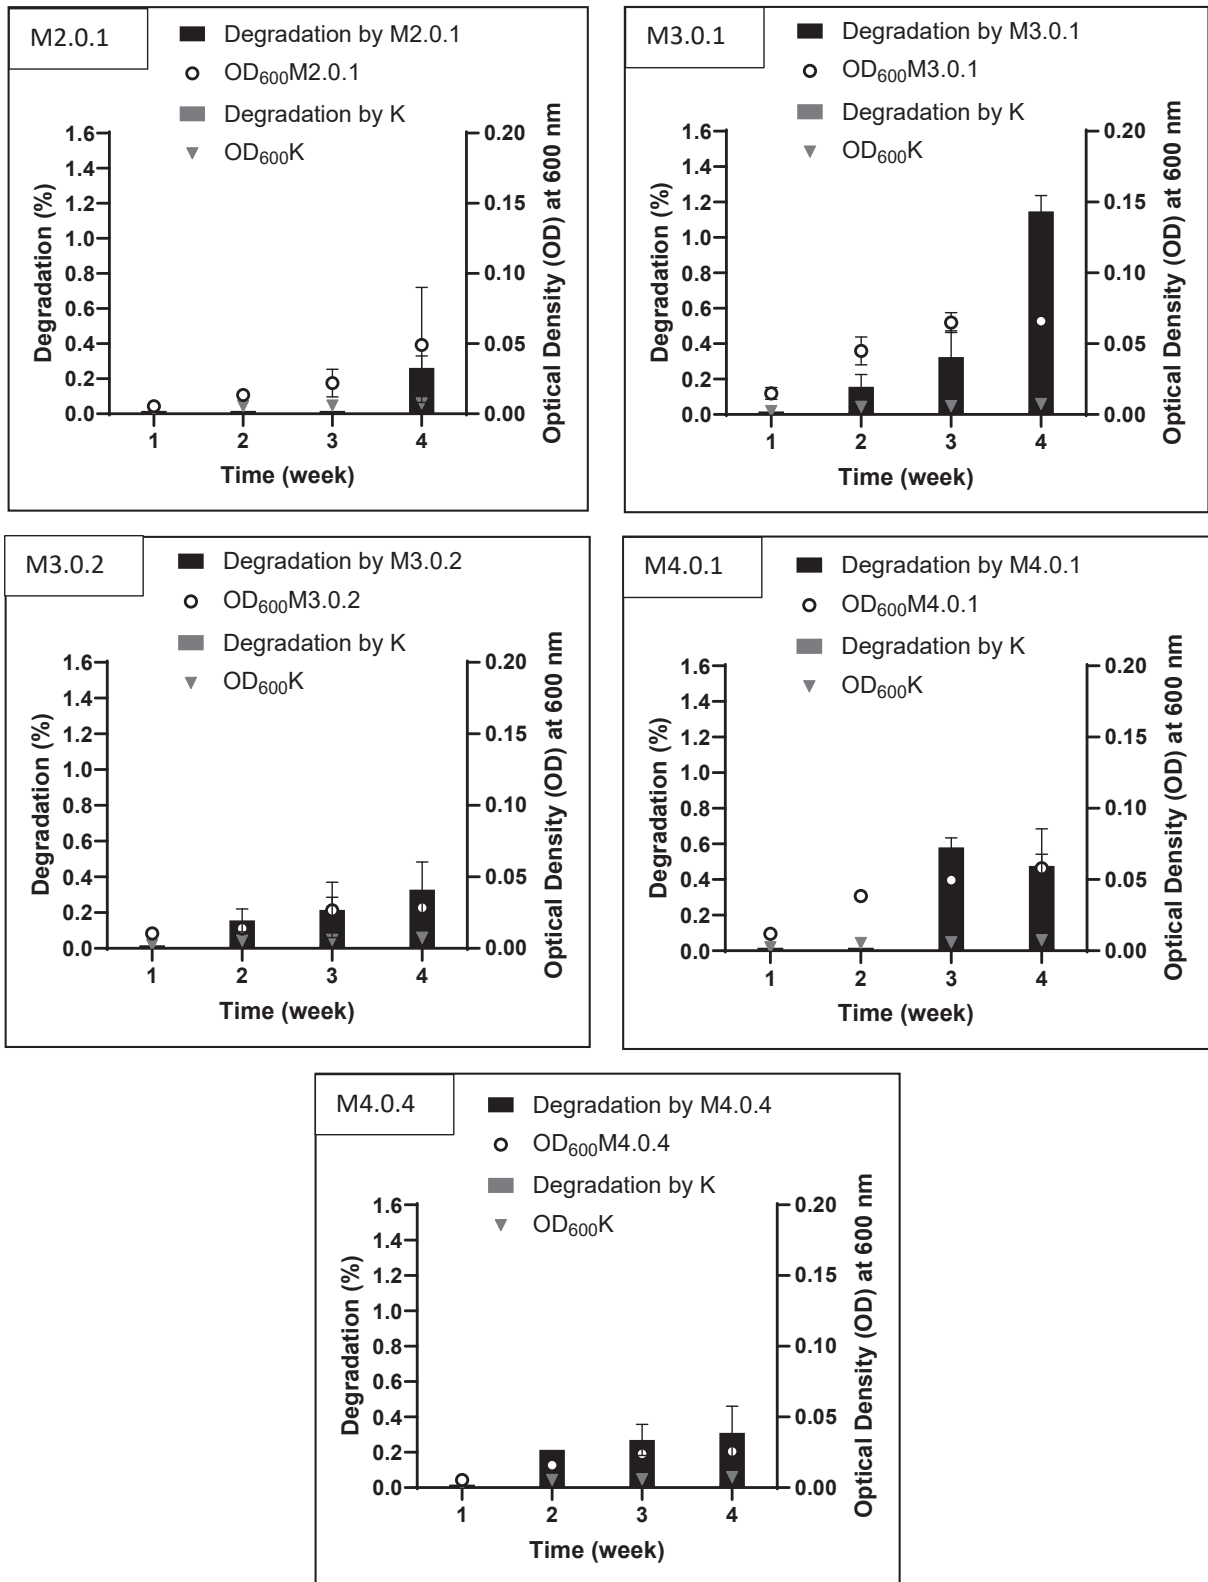 M2.0.1
Degradation by M2.0.1
OD600M2.0.1
Degradation by K
OD600K
Degradation (%)
1.6
1.4
1.2
1.0
0.8
0.6
0.4
0.2
0.0
0.20
0.15
0.10
0.05
0.00
Optical Density (OD) at 600 nm
1 2 3 4
Time (week)
M3.0.1
Degradation by M3.0.1
OD600M3.0.1
Degradation by K
OD600K
Degradation (%)
1.6
1.4
1.2
1.0
0.8
0.6
0.4
0.2
0.0
0.20
0.15
0.10
0.05
0.00
Optical Density (OD) at 600 nm
1 2 3 4
Time (week)
M3.0.2
Degradation by M3.0.2
OD600M3.0.2
Degradation by K
OD600K
Degradation (%)
1.6
1.4
1.2
1.0
0.8
0.6
0.4
0.2
0.0
0.20
0.15
0.10
0.05
0.00
Optical Density (OD) at 600 nm
1 2 3 4
Time (week)
M4.0.1
Degradation by M4.0.1
OD600M4.0.1
Degradation by K
OD600K
Degradation (%)
1.6
1.4
1.2
1.0
0.8
0.6
0.4
0.2
0.0
0.20
0.15
0.10
0.05
0.00
Optical Density (OD) at 600 nm
1 2 3 4
Time (week)
M4.0.4
Degradation by M4.0.4
OD600M4.0.4
Degradation by K
OD600K
Degradation (%)
1.6
1.4
1.2
1.0
0.8
0.6
0.4
0.2
0.0
0.20
0.15
0.10
0.05
0.00
Optical Density (OD) at 600 nm
1 2 3 4
Time (week)